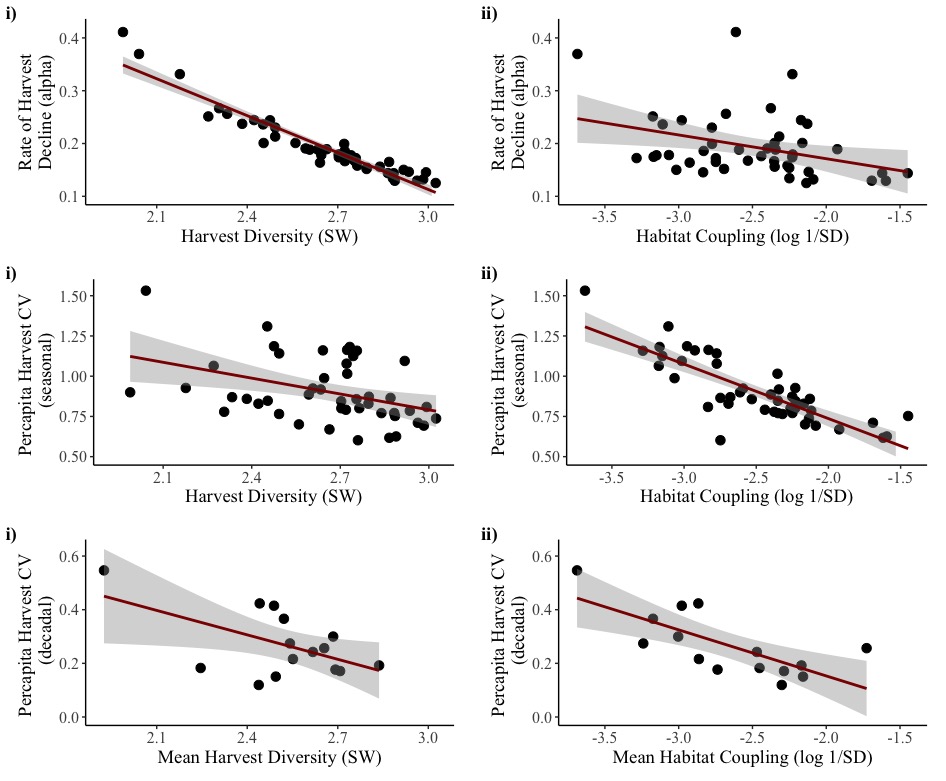 i)
Rate of Harvest
Decline (alpha)
0.4
0.3
0.2
0.1
2.1 2.4 2.7 3.0
Harvest Diversity (SW)
ii)
Rate of Harvest
Decline (alpha)
0.4
0.3
0.2
0.1
-3.5 -3.0 -2.5 -2.0 -1.5
Habitat Coupling (log 1/SD)
i)
Percapita Harvest CV
(seasonal)
1.50
1.25
1.00
0.75
0.50
2.1 2.4 2.7 3.0
Harvest Diversity (SW)
ii)
Percapita Harvest CV
(seasonal)
1.50
1.25
1.00
0.75
0.50
-3.5 -3.0 -2.5 -2.0 -1.5
Habitat Coupling (log 1/SD)
i)
Percapita Harvest CV
(decadal)
0.6
0.4
0.2
0.0
2.1 2.4 2.7 3.0
Mean Harvest Diversity (SW)
ii)
Percapita Harvest CV
(decadal)
0.6
0.4
0.2
0.0
-3.5 -3.0 -2.5 -2.0 -1.5
Mean Habitat Coupling (log 1/SD)